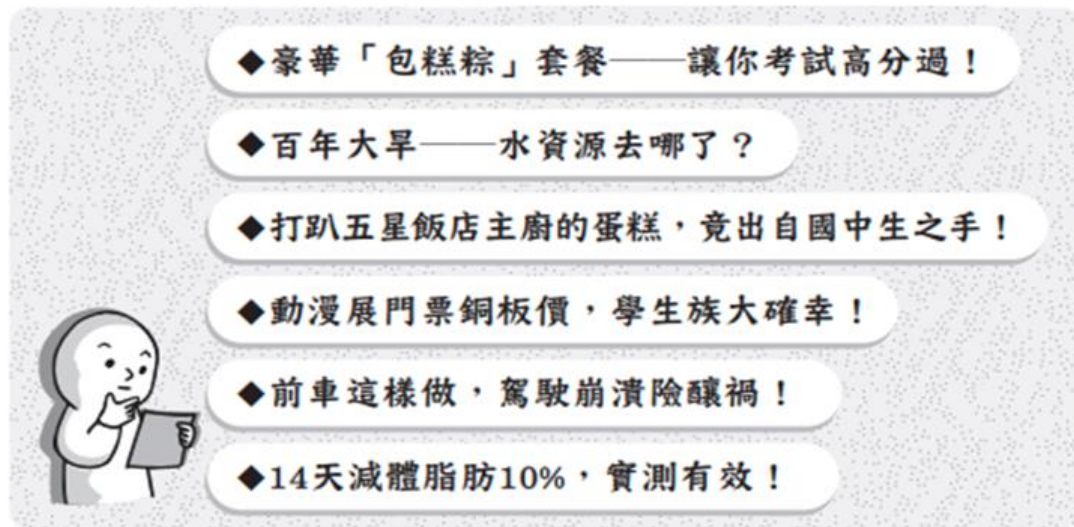 ◆豪華「包糕粽」套餐——讓你考試高分過！
◆百年大旱——水資源去哪了？
◆打趴五星飯店主廚的蛋糕，竟出自國中生之手！
◆動漫展門票銅板價，學生族大確幸！
◆前車這樣做，駕駛崩潰險釀禍！
◆14天減體脂肪10%，實測有效！